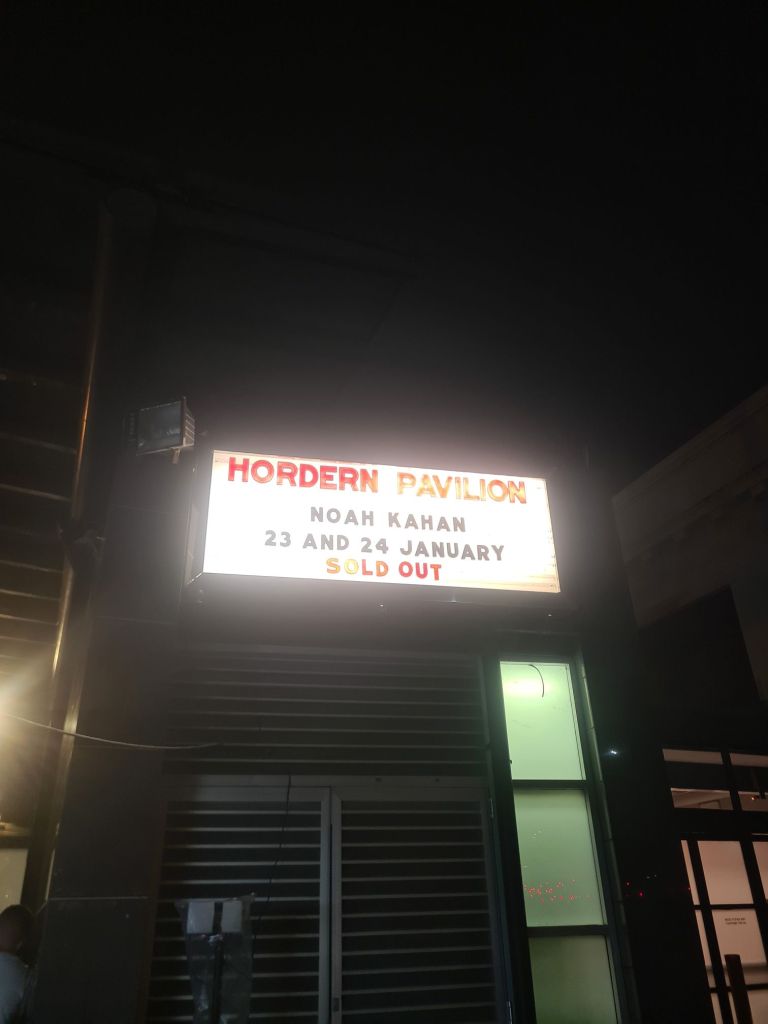 HORDERN PAVILION
NOAH KAHAN
23 AND 24 JANUARY
SOLD OUT